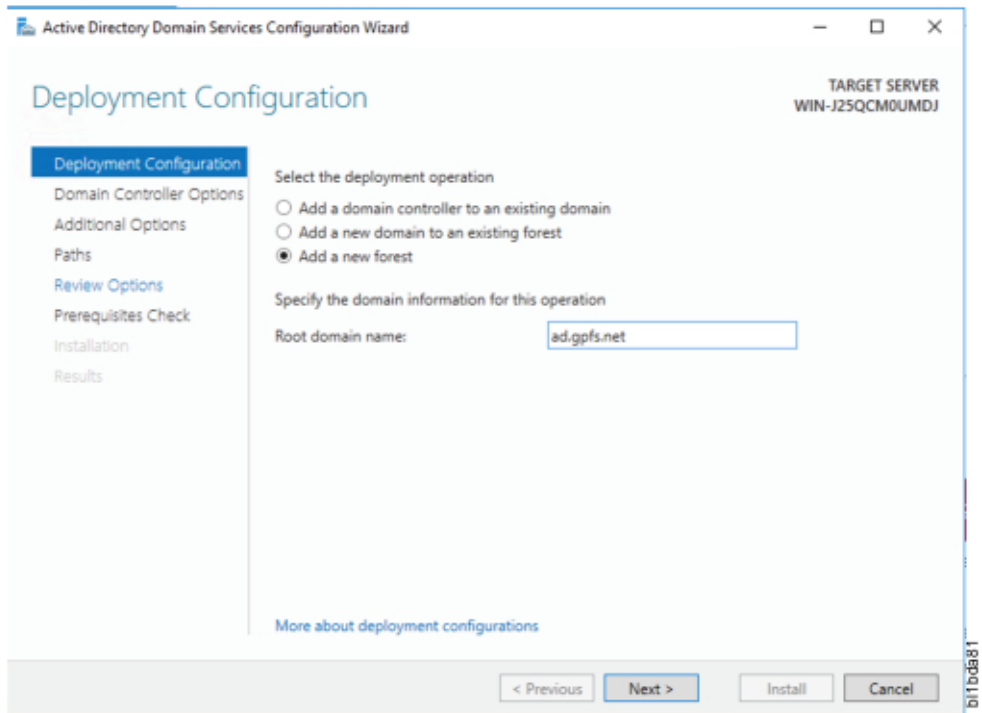 Active Directory Domain Services Configuration Wizard
Deployment Configuration
TARGET SERVER
WIN-J25QCM0UMDJ
Deployment Configuration
Domain Controller Options
Additional Options
Paths
Review Options
Prerequisites Check
Installation
Results
Select the deployment operation
Add a domain controller to an existing domain
Add a new domain to an existing forest
Add a new forest
Specify the domain information for this operation
Root domain name:
ad.gpfs.net
More about deployment configurations
< Previous
Next >
Install
Cancel
bl1bda81